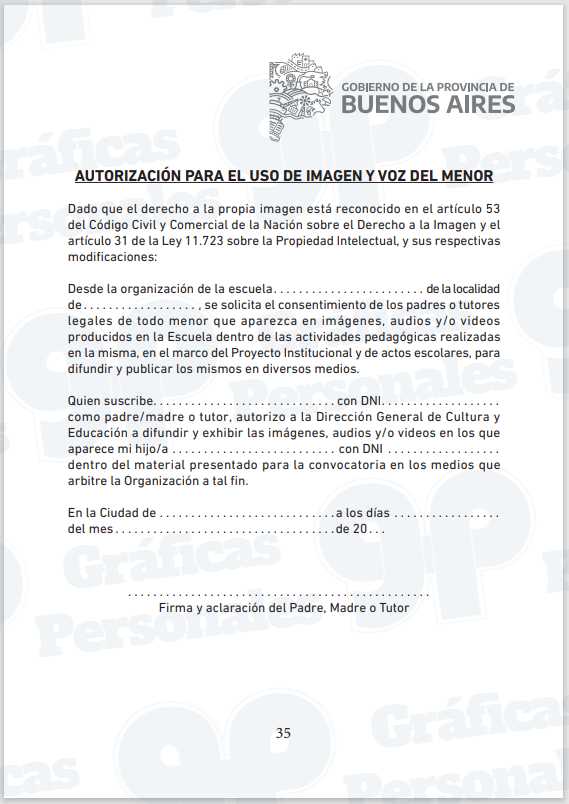 GOBIERNO DE LA PROVINCIA DE
BUENOS AIRES
AUTORIZACIÓN PARA EL USO DE IMAGEN Y VOZ DEL MENOR
Dado que el derecho a la propia imagen está reconocido en el artículo 53
del Código Civil y Comercial de la Nación sobre el Derecho a la Imagen y el
artículo 31 de la Ley 11.723 sobre la Propiedad Intelectual, y sus respectivas
modificaciones:
Desde la organización de la escuela. . . . . . . . . . . . . . . . . . . . . . . . de la localidad
de . . . . . . . . . . . . . . . . . . , se solicita el consentimiento de los padres o tutores
legales de todo menor que aparezca en imágenes, audios y/o videos
producidos en la Escuela dentro de las actividades pedagógicas realizadas
en la misma, en el marco del Proyecto Institucional y de actos escolares, para
difundir y publicar los mismos en diversos medios.
Quien suscribe. . . . . . . . . . . . . . . . . . . . . . . . . . . . . con DNI. . . . . . . . . . . . . . . . . . .
como padre/madre o tutor, autorizo a la Dirección General de Cultura y
Educación a difundir y exhibir las imágenes, audios y/o videos en los que
aparece mi hijo/a . . . . . . . . . . . . . . . . . . . . . . . . . . con DNI . . . . . . . . . . . . . . . . . .
dentro del material presentado para la convocatoria en los medios que
arbitre la Organización a tal fin.
En la Ciudad de . . . . . . . . . . . . . . . . . . . . . . . . . . . . a los días . . . . . . . . . . . . . . . . .
del mes . . . . . . . . . . . . . . . . . . . . . . . . . . . . . . . . . . . de 20 . . .
. . . . . . . . . . . . . . . . . . . . . . . . . . . . . . . . . . . . . . . . . . . . . . . .
Firma y aclaración del Padre, Madre o Tutor
35
Gráficas
Personales
gp